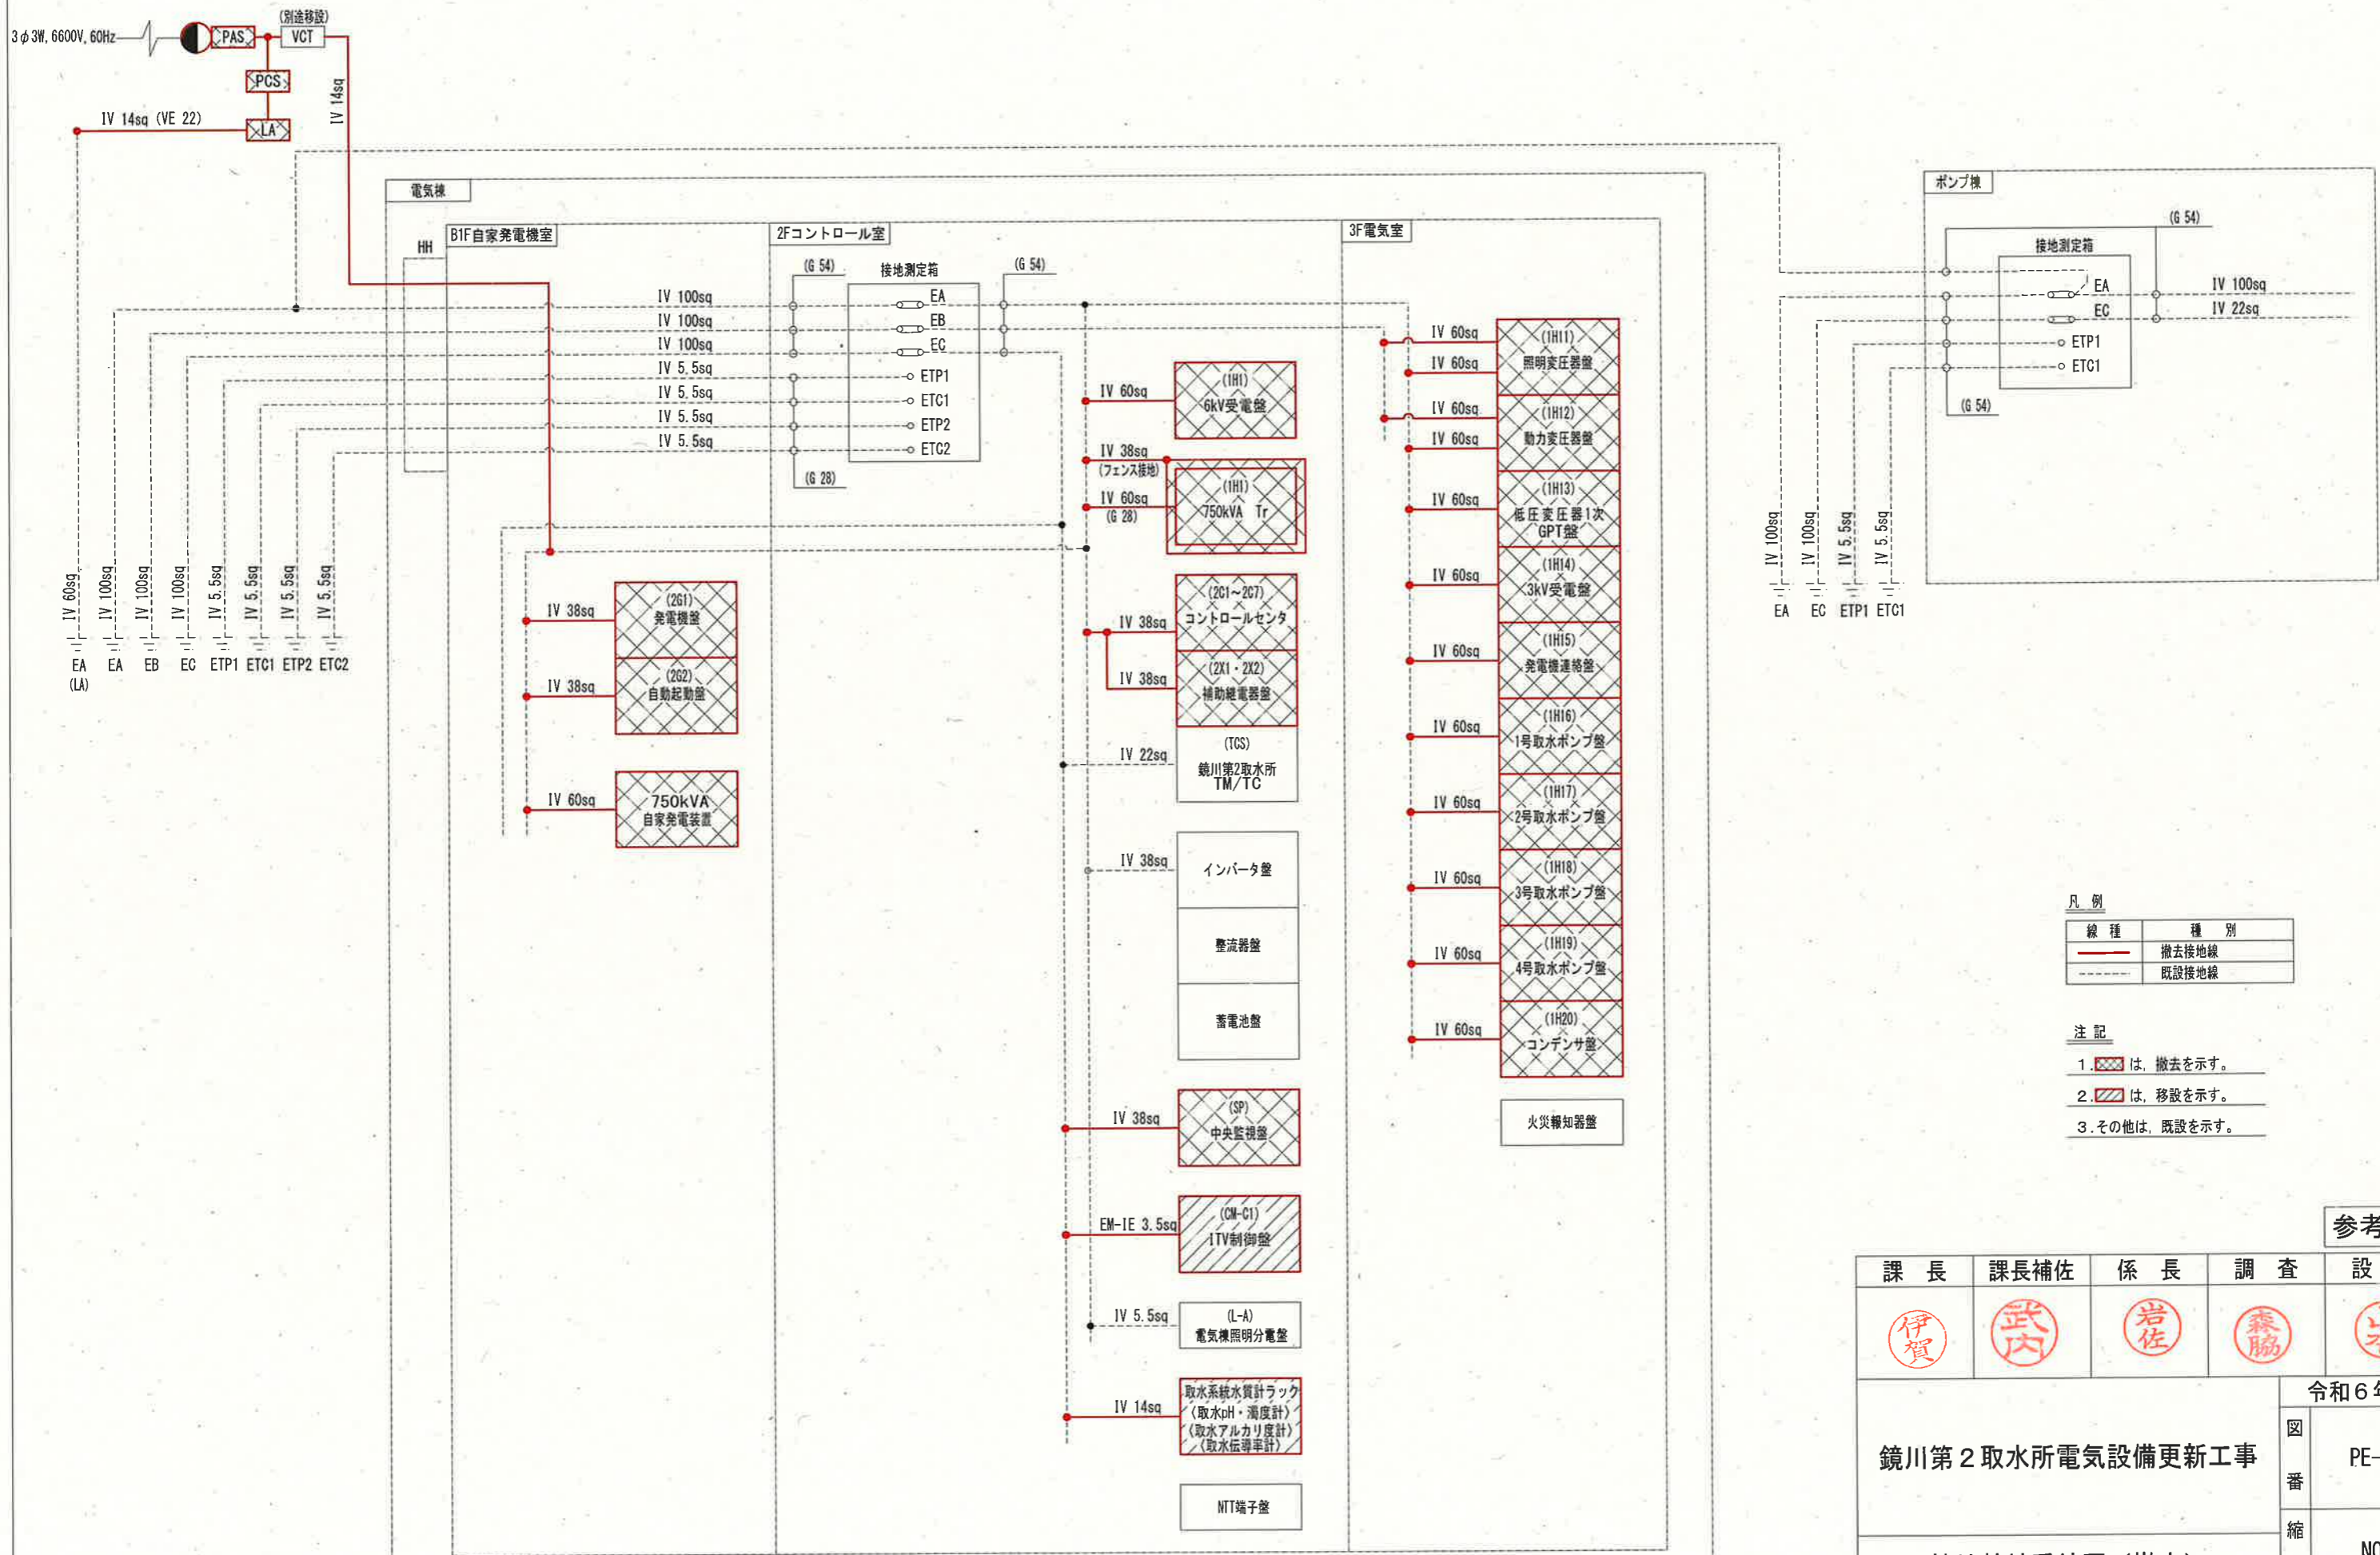 (別途移設)
3φ3W, 6600V, 60Hz
PAS
VCT
PCS
LA
IV 14sq (VE 22)
IV 14sq
電気棟
HH
B1F自家発電機室
2Fコントロール室
3F電気室
IV 100sq
IV 100sq
IV 100sq
IV 5.5sq
IV 5.5sq
IV 5.5sq
IV 5.5sq
(G 54)
接地測定箱
(G 54)
EA
EB
EC
ETP1
ETC1
ETP2
ETC2
(G 28)
IV 60sq
IV 100sq
IV 100sq
IV 100sq
IV 5.5sq
IV 5.5sq
IV 5.5sq
IV 5.5sq
EA
(LA)
EA
EB
EC
ETP1
ETC1
ETP2
ETC2
IV 38sq
(2G1)
発電機盤
IV 38sq
(2G2)
自動起動盤
IV 60sq
750kVA
自家発電装置
IV 60sq
(1H1)
6kV受電盤
IV 38sq
(フェンス接地)
IV 60sq
(G 28)
(1H1)
750kVA Tr
IV 38sq
(2C1~2C7)
コントロールセンタ
IV 38sq
(2X1・2X2)
補助継電器盤
IV 22sq
(TCS)
鏡川第2取水所
TM/TC
IV 38sq
インバータ盤
整流器盤
蓄電池盤
IV 38sq
(SP)
中央監視盤
EM-IE 3.5sq
(CM-C1)
ITV制御盤
IV 5.5sq
(L-A)
電気棟照明分電盤
IV 14sq
取水系統水質計ラック
(取水pH・濁度計)
(取水アルカリ度計)
(取水伝導率計)
NTT端子盤
IV 60sq
IV 60sq
(1H11)
照明変圧器盤
IV 60sq
IV 60sq
(1H12)
動力変圧器盤
IV 60sq
(1H13)
低圧変圧器1次
GPT盤
IV 60sq
(1H14)
3kV受電盤
IV 60sq
(1H15)
発電機連絡盤
IV 60sq
(1H16)
1号取水ポンプ盤
IV 60sq
(1H17)
2号取水ポンプ盤
IV 60sq
(1H18)
3号取水ポンプ盤
IV 60sq
(1H19)
4号取水ポンプ盤
IV 60sq
(1H20)
コンデンサ盤
火災報知器盤
ポンプ棟
(G 54)
接地測定箱
EA
EC
ETP1
ETC1
IV 100sq
IV 22sq
(G 54)
IV 100sq
IV 100sq
IV 5.5sq
IV 5.5sq
EA
EC
ETP1
ETC1
凡 例
線 種 種 別
撤去接地線
既設接地線
注 記
1. は, 撤去を示す。
2. は, 移設を示す。
3.その他は, 既設を示す。
参考
課 長 課長補佐 係 長 調 査 設
伊賀 武内 岩佐 森脇
令和6年
鏡川第2取水所電気設備更新工事
図
番
PE-
縮